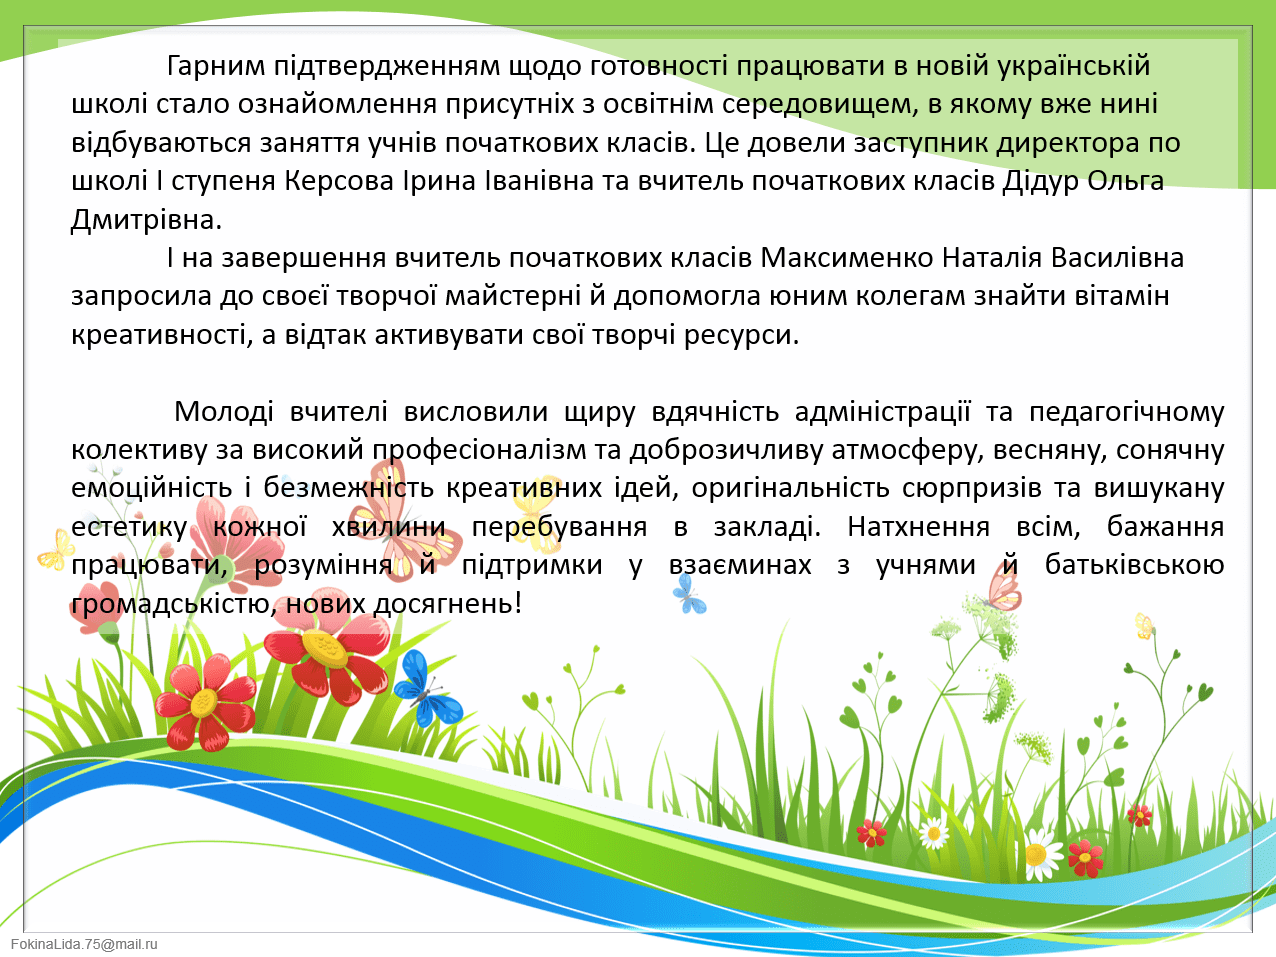 Гарним підтвердженням щодо готовності працювати в новій українській
школі стало ознайомлення присутніх з освітнім середовищем, в якому вже нині
відбуваються заняття учнів початкових класів. Це довели заступник директора по
школі І ступеня Керсова Ірина Іванівна та вчитель початкових класів Дідур Ольга
Дмитрівна.
І на завершення вчитель початкових класів Максименко Наталія Василівна
запросила до своєї творчої майстерні й допомогла юним колегам знайти вітамін
креативності, а відтак активувати свої творчі ресурси.
Молоді вчителі висловили щиру вдячність адміністрації та педагогічному
колективу за високий професіоналізм та доброзичливу атмосферу, весняну, сонячну
емоційність і безмежність креативних ідей, оригінальність сюрпризів та вишукану
естетику кожної хвилини перебування в закладі. Натхнення всім, бажання
працювати, розуміння й підтримки у взаєминах з учнями й батьківською
громадськістю, нових досягнень!
FokinaLida.75@mail.ru